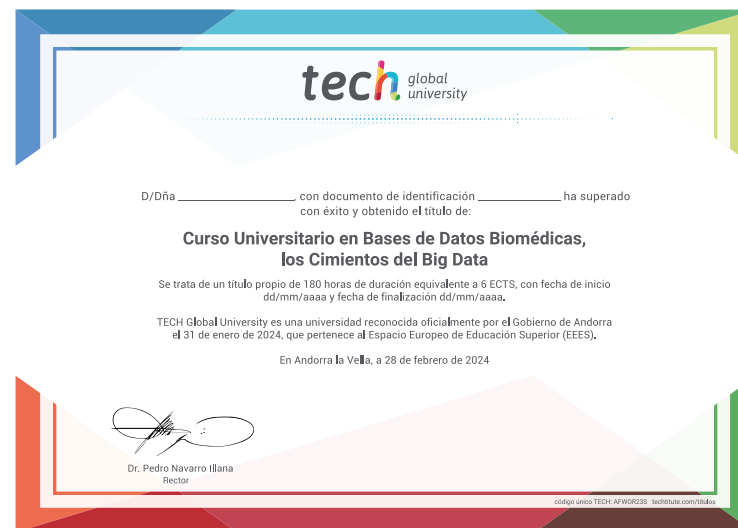 tech global
university
D/Dña ______________, con documento de identificación ______________ ha superado
con éxito y obtenido el título de:
Curso Universitario en Bases de Datos Biomédicas,
los Cimientos del Big Data
Se trata de un título propio de 180 horas de duración equivalente a 6 ECTS, con fecha de inicio
dd/mm/aaaa y fecha de finalización dd/mm/aaaa.
TECH Global University es una universidad reconocida oficialmente por el Gobierno de Andorra
el 31 de enero de 2024, que pertenece al Espacio Europeo de Educación Superior (EEES).
En Andorra la Vella, a 28 de febrero de 2024
Dr. Pedro Navarro Illana
Rector
código único TECH: AFWOR23S techtitute.com/titulos